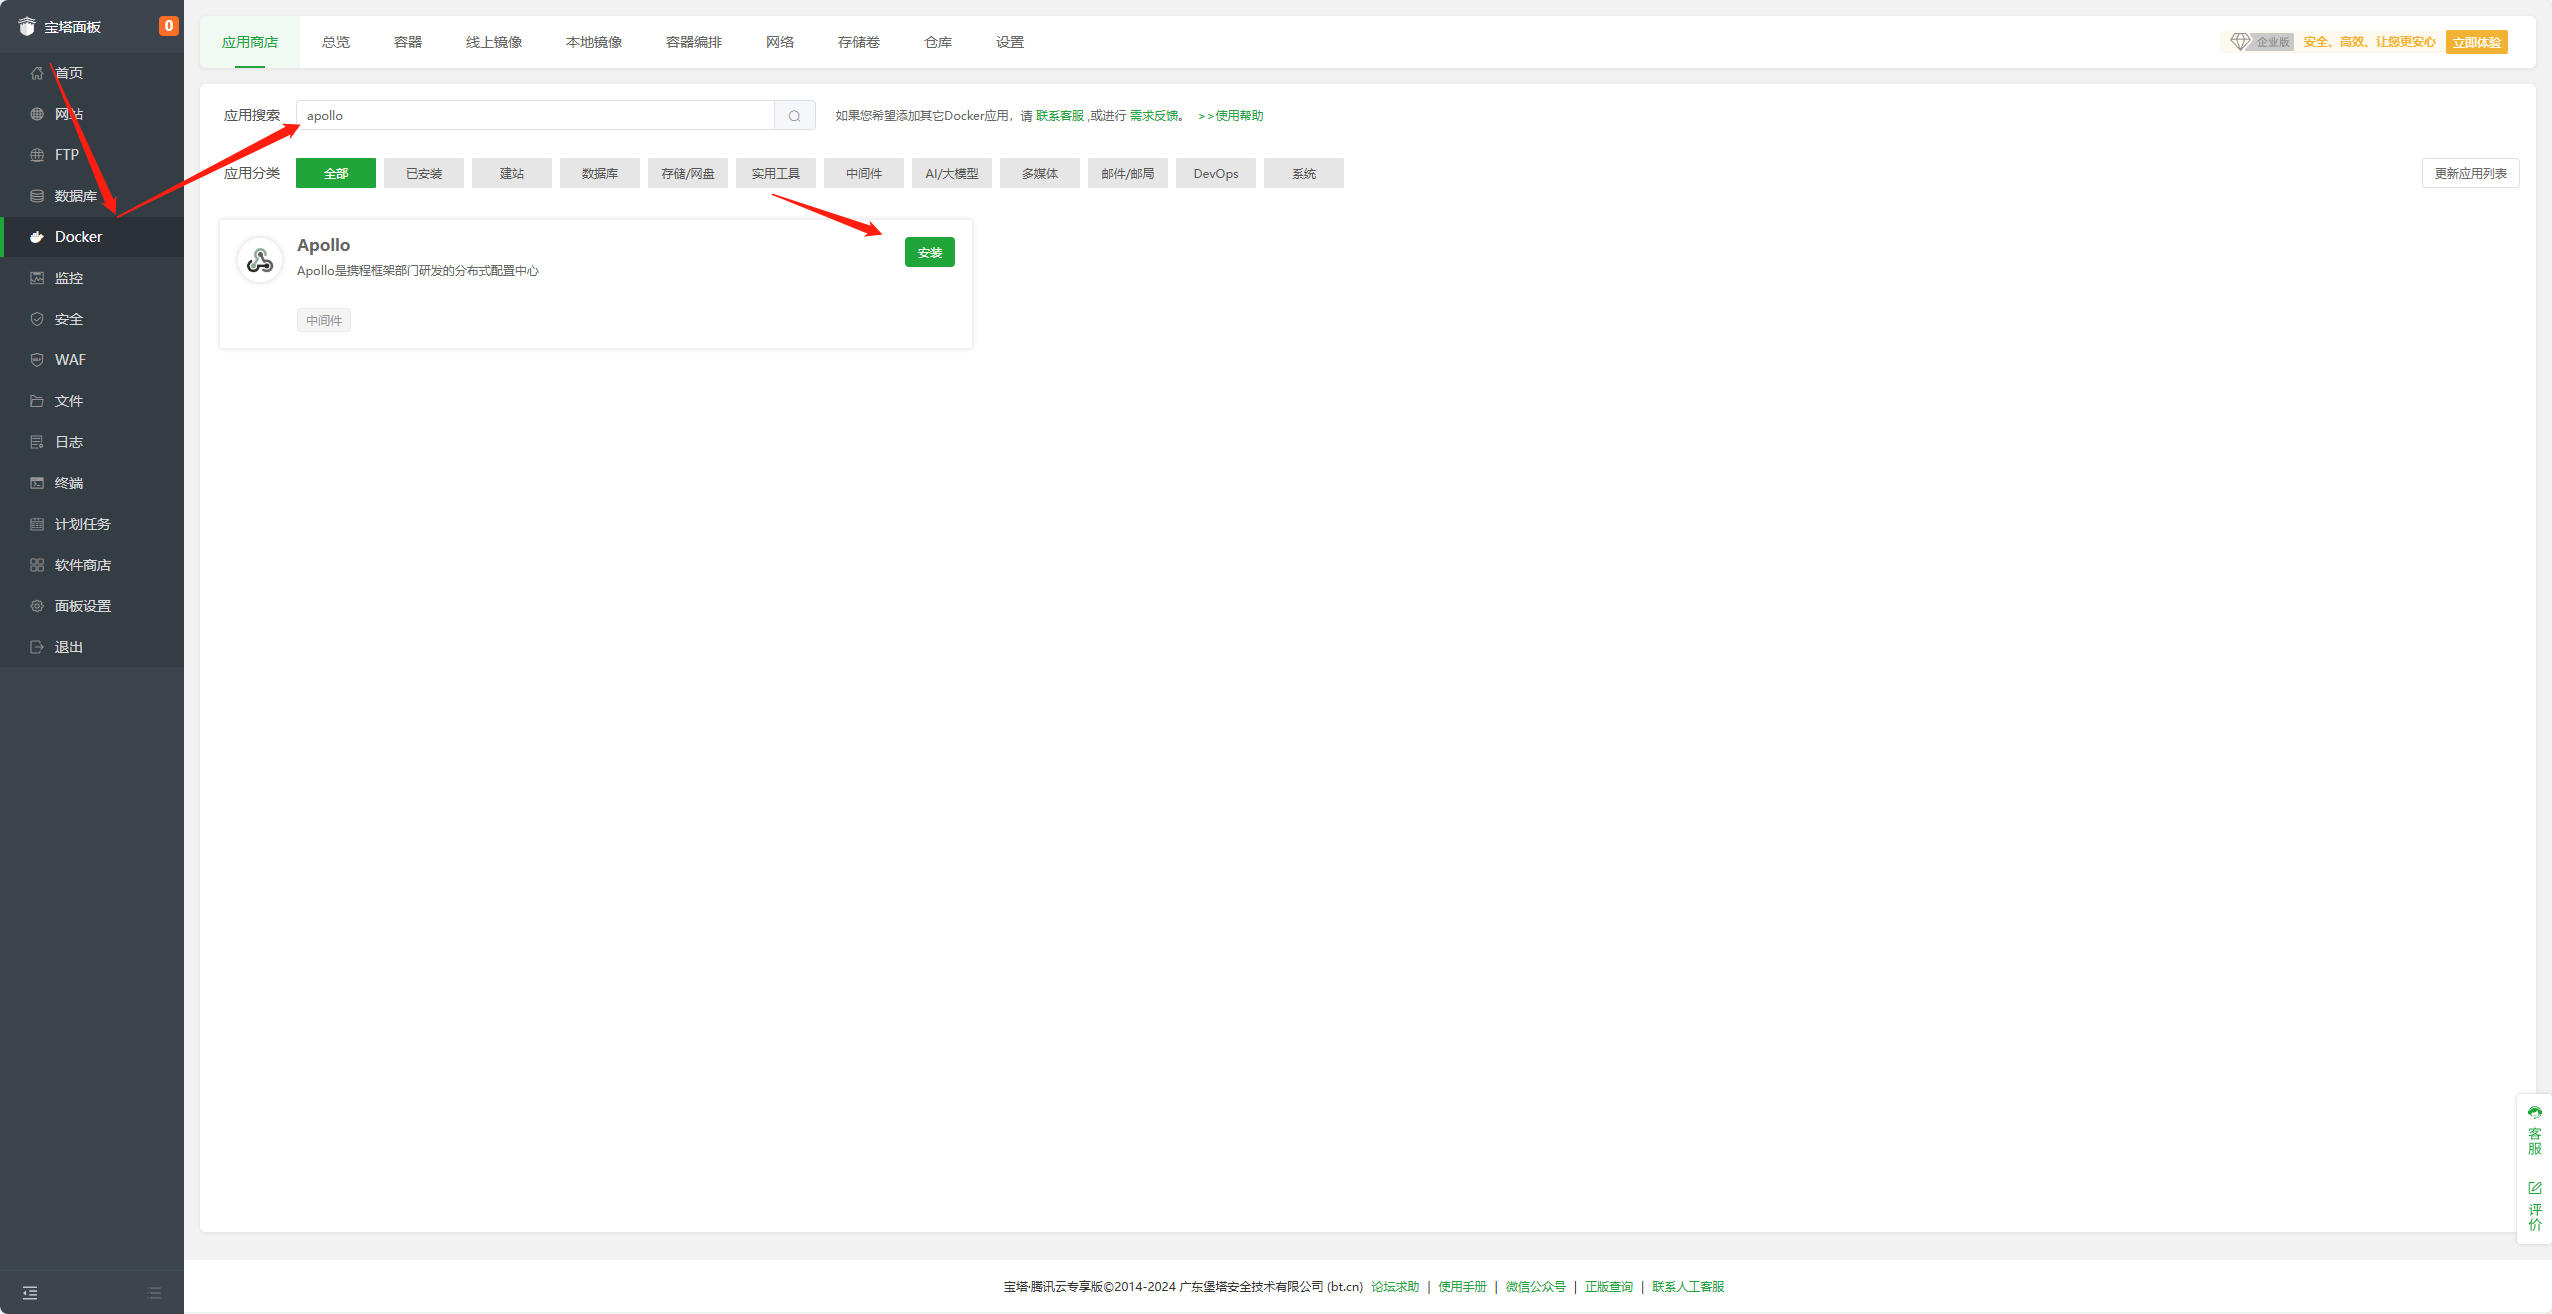 宝塔面板 0
首页
网站
FTP
数据库
Docker
监控
安全
WAF
文件
日志
终端
计划任务
软件商店
面板设置
退出
应用商店 总览 容器 线上镜像 本地镜像 容器编排 网络 存储卷 仓库 设置
企业版 安全、高效、让您更安心 立即体验
应用搜索 apollo 如果您希望添加其它Docker应用，请 联系客服 ,或进行 需求反馈。 >>使用帮助
应用分类 全部 已安装 建站 数据库 存储/网盘 实用工具 中间件 AI/大模型 多媒体 邮件/邮局 DevOps 系统 更新应用列表
Apollo
安装
Apollo是携程框架部门研发的分布式配置中心
中间件
客服
评价
宝塔·腾讯云专享版©2014-2024 广东堡塔安全技术有限公司 (bt.cn) 论坛求助 | 使用手册 | 微信公众号 | 正版查询 | 联系人工客服